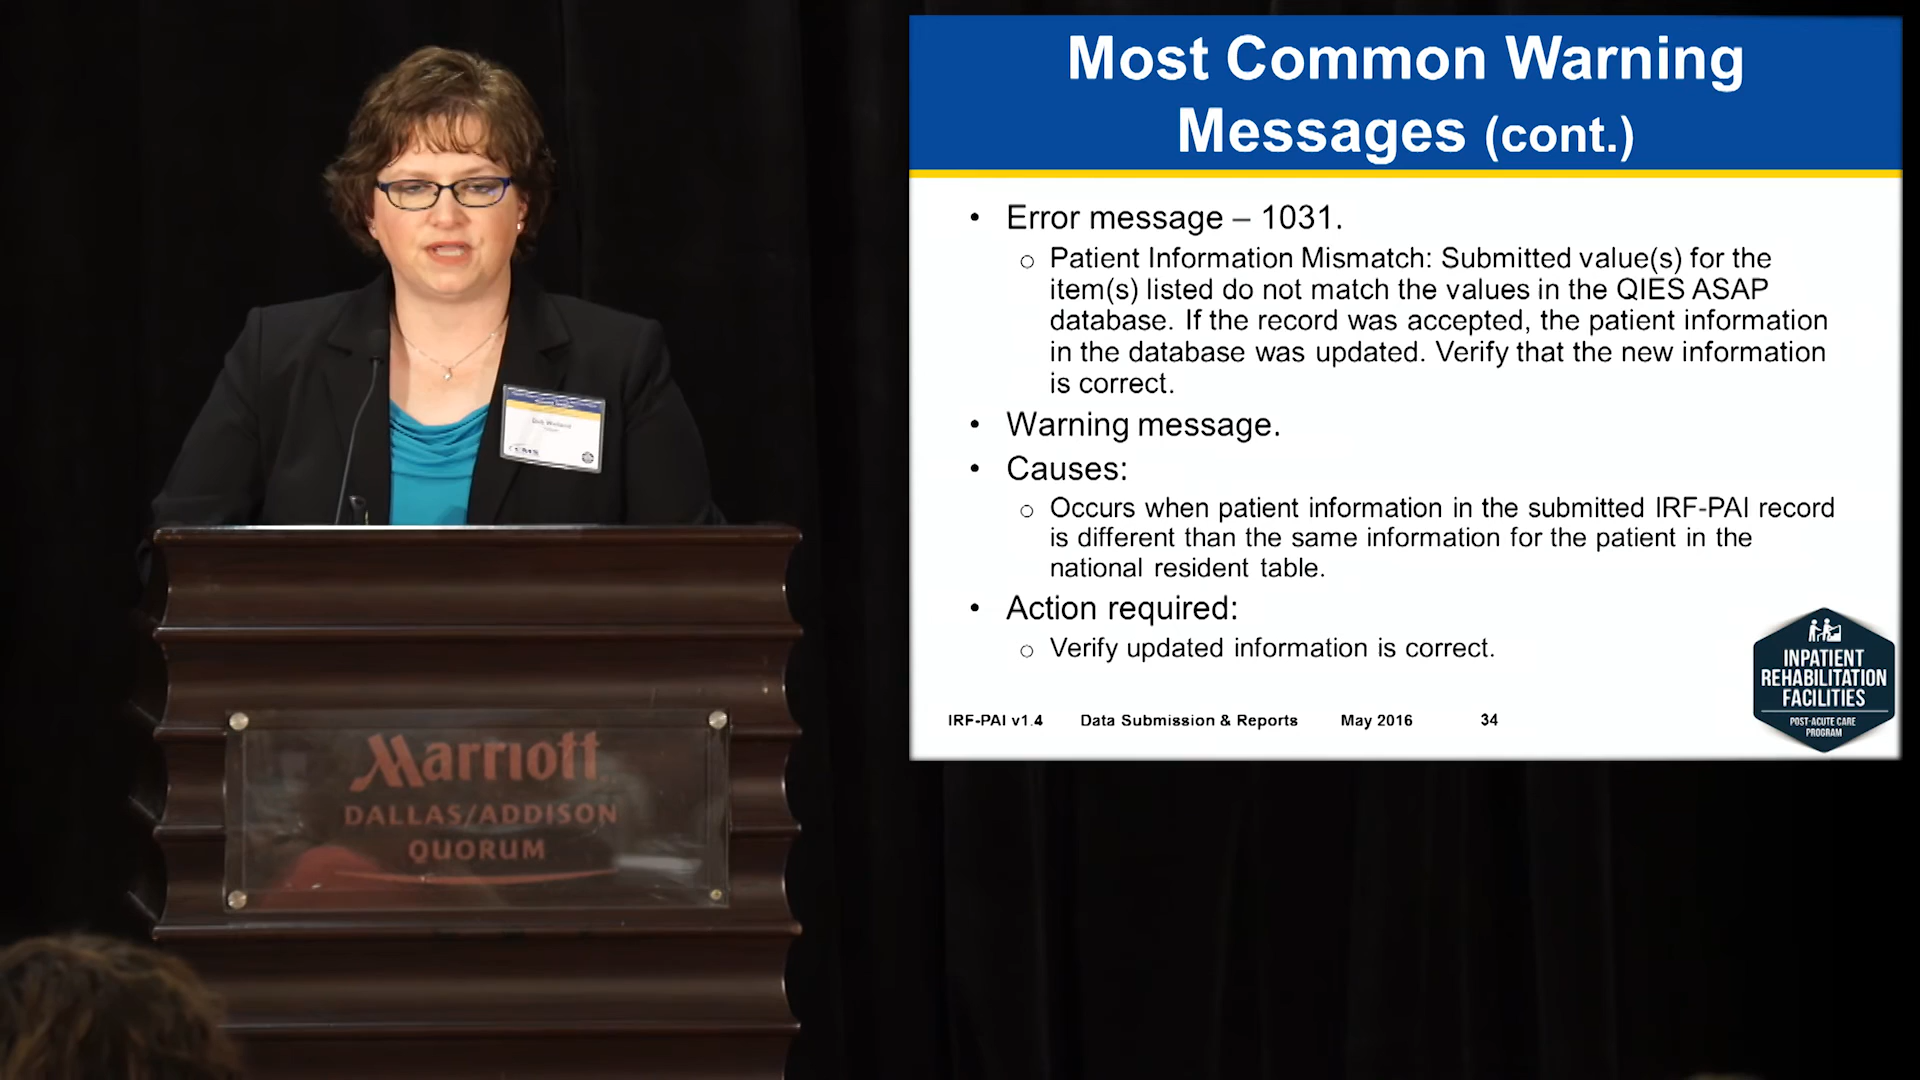 Most Common Warning
Messages (cont.)
• Error message – 1031.
○ Patient Information Mismatch: Submitted value(s) for the
item(s) listed do not match the values in the QIES ASAP
database. If the record was accepted, the patient information
in the database was updated. Verify that the new information
is correct.
• Warning message.
• Causes:
○ Occurs when patient information in the submitted IRF-PAI record
is different than the same information for the patient in the
national resident table.
• Action required:
○ Verify updated information is correct.
INPATIENT
REHABILITATION
FACILITIES
POST-ACUTE CARE
PROGRAM
IRF-PAI v1.4 Data Submission & Reports May 2016 34
Marriott
DALLAS/ADDISON
QUORUM